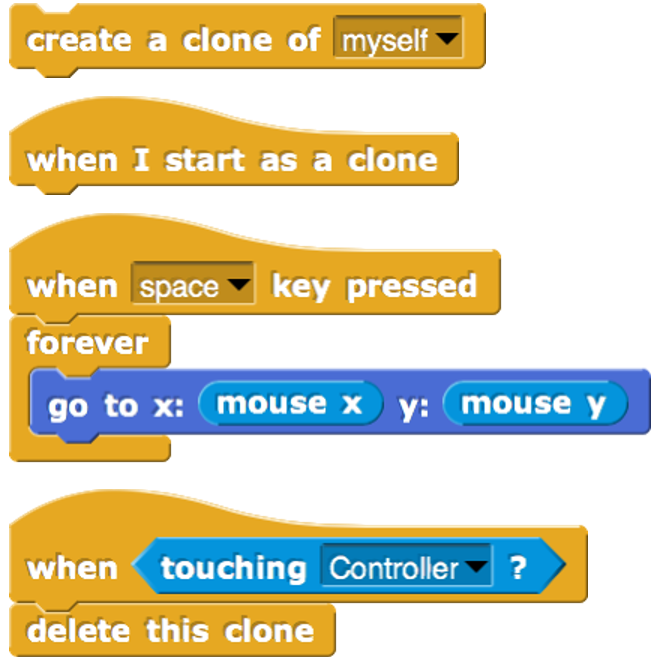 create a clone of myself
when I start as a clone
when space key pressed
forever
go to x: mouse x y: mouse y
when touching Controller ?
delete this clone